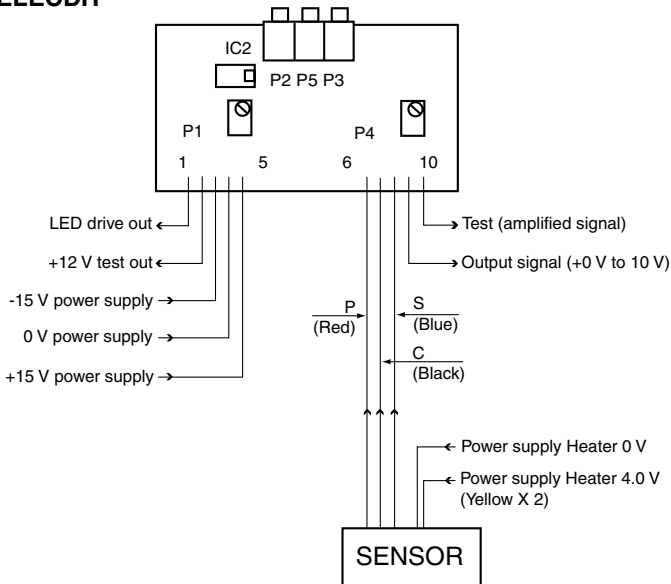 IC2
P2 P5 P3
P1
P4
1
5
6
10
LED drive out
+12 V test out
-15 V power supply
0 V power supply
+15 V power supply
Test (amplified signal)
Output signal (+0 V to 10 V)
P
(Red)
S
(Blue)
C
(Black)
Power supply Heater 0 V
Power supply Heater 4.0 V
(Yellow X 2)
SENSOR